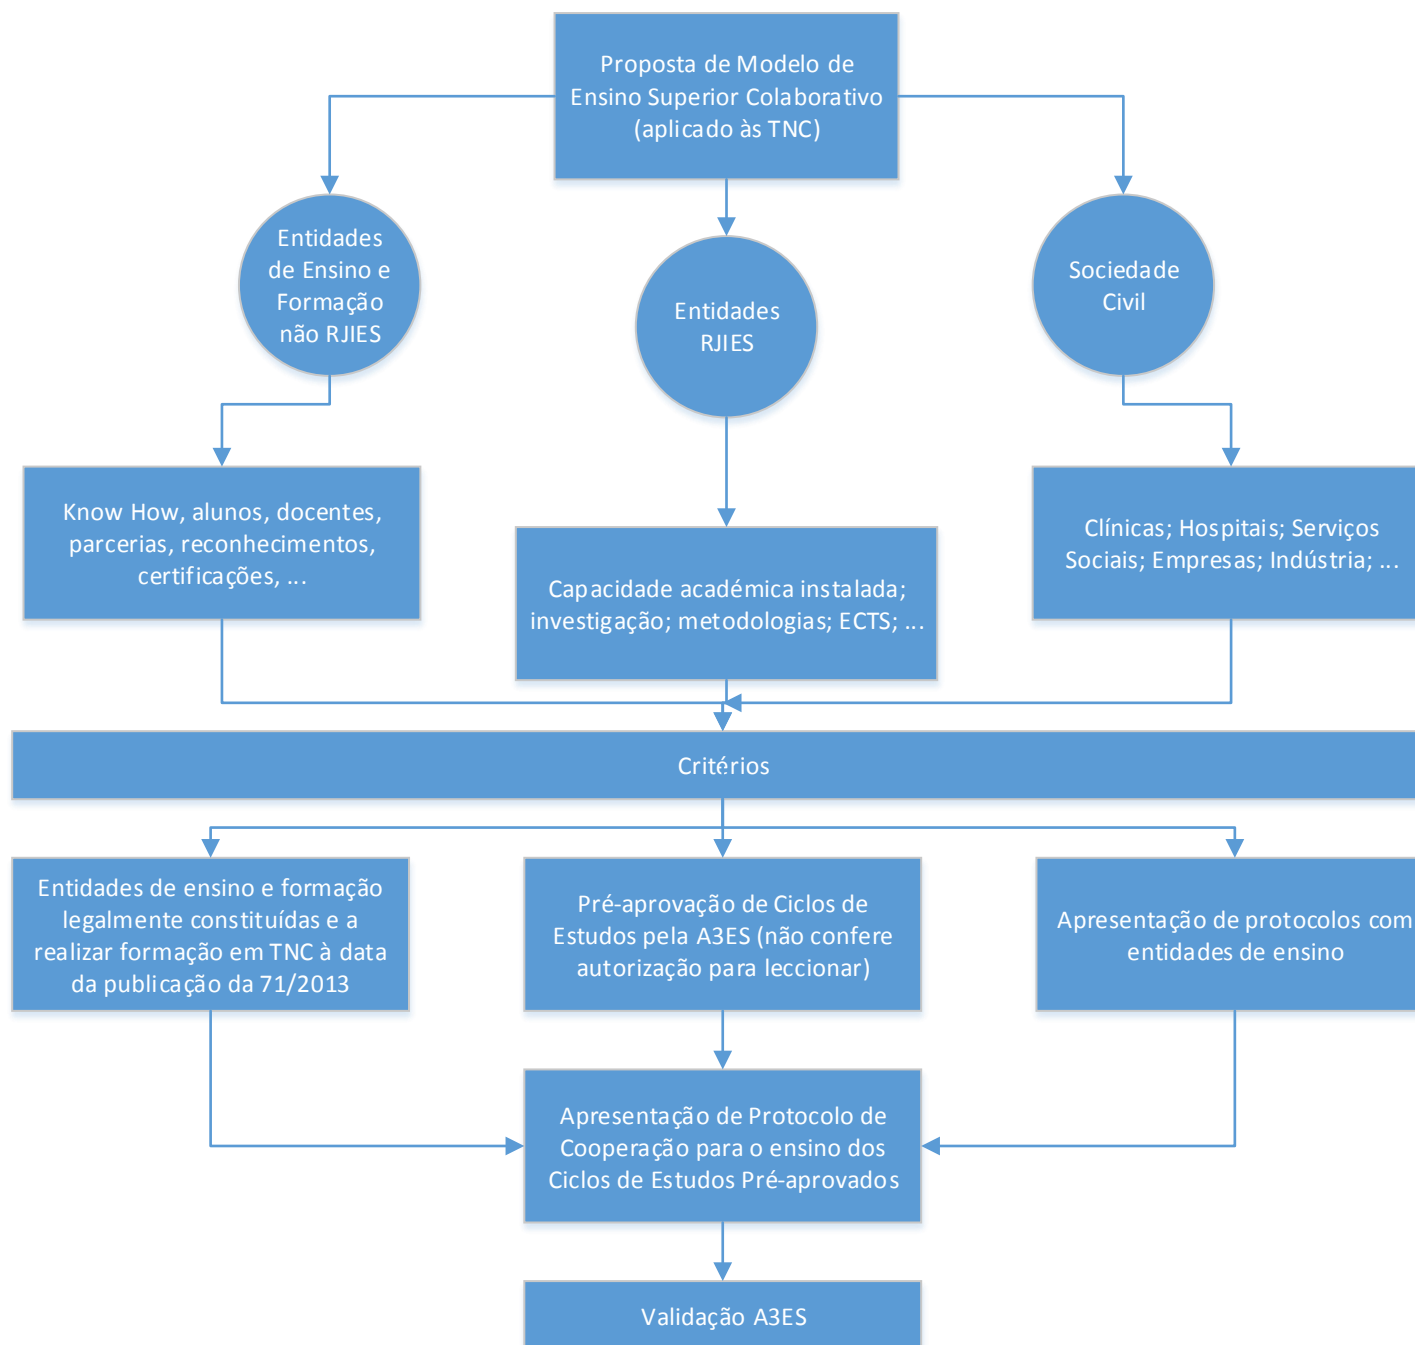 Proposta de Modelo de
Ensino Superior Colaborativo
(aplicado às TNC)
Entidades
de Ensino e
Formação
não RJIES
Entidades
RJIES
Sociedade
Civil
Know How, alunos, docentes,
parcerias, reconhecimentos,
certificações, ...
Capacidade académica instalada;
investigação; metodologias; ECTS; ...
Clínicas; Hospitais; Serviços
Sociais; Empresas; Indústria; ...
Critérios
Entidades de ensino e formação
legalmente constituídas e a
realizar formação em TNC à data
da publicação da 71/2013
Pré-aprovação de Ciclos de
Estudos pela A3ES (não confere
autorização para leccionar)
Apresentação de protocolos com
entidades de ensino
Apresentação de Protocolo de
Cooperação para o ensino dos
Ciclos de Estudos Pré-aprovados
Validação A3ES